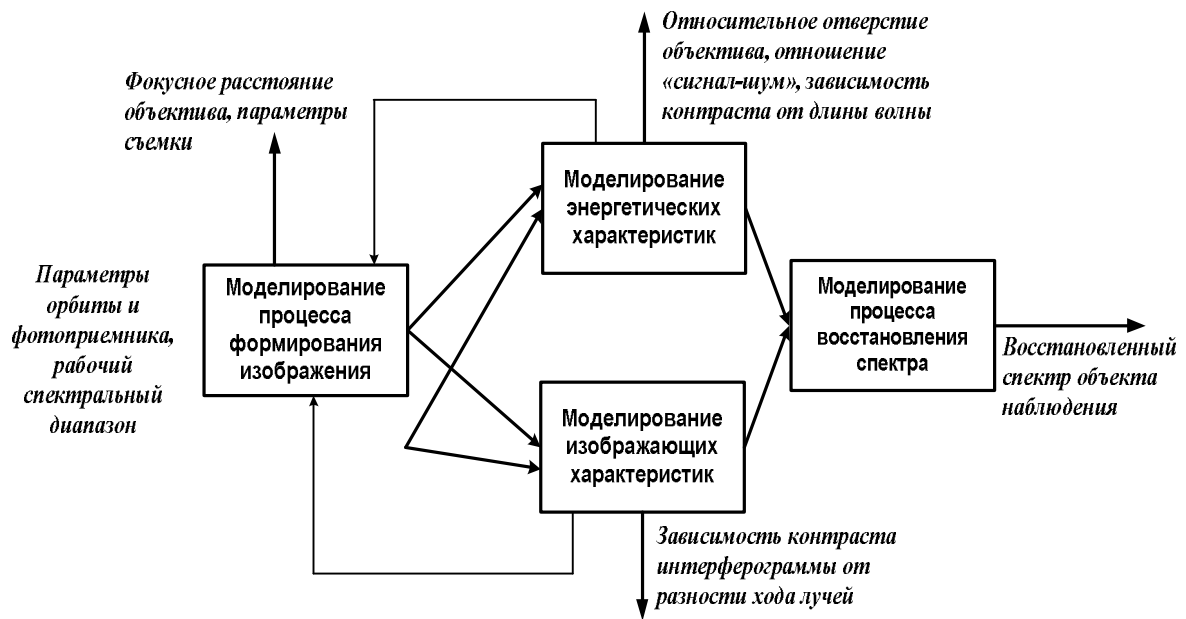 Относительное отверстие
объектива, отношение
«сигнал-шум», зависимость
контраста от длины волны
Фокусное расстояние
объектива, параметры
съемки
Моделирование
энергетических
характеристик
Параметры
орбиты и
фотоприемника,
рабочий
спектральный
диапазон
Моделирование
процесса
формирования
изображения
Моделирование
процесса
восстановления
спектра
Восстановленный
спектр объекта
наблюдения
Моделирование
изображающих
характеристик
Зависимость контраста
интерферограммы от
разности хода лучей